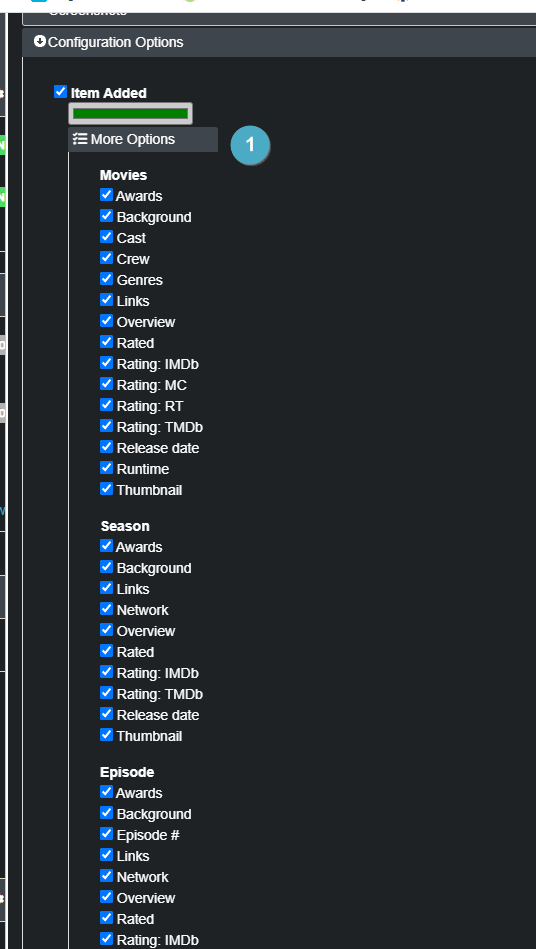 Screenshots
Configuration Options
Item Added
More Options
1
Movies
Awards
Background
Cast
Crew
Genres
Links
Overview
Rated
Rating: IMDb
Rating: MC
Rating: RT
Rating: TMDb
Release date
Runtime
Thumbnail
Season
Awards
Background
Links
Network
Overview
Rated
Rating: IMDb
Rating: TMDb
Release date
Thumbnail
Episode
Awards
Background
Episode #
Links
Network
Overview
Rated
Rating: IMDb